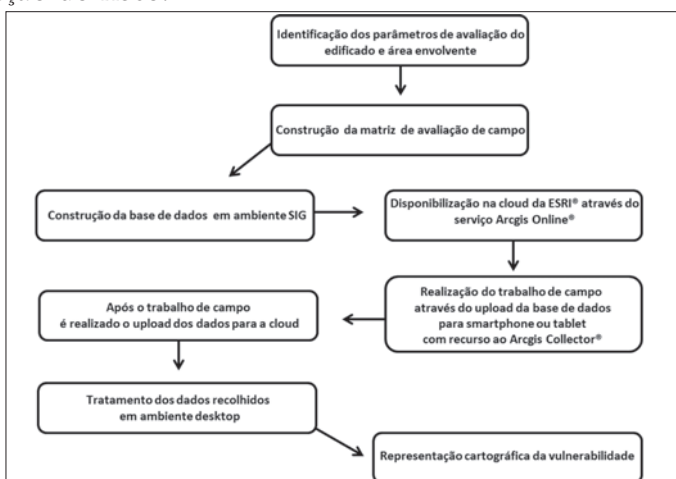 Identificação dos parâmetros de avaliação do
edificado e área envolvente
Construção da matriz de avaliação de campo
Construção da base de dados em ambiente SIG
Disponibilização na cloud da ESRI® através do
serviço Arcgis Online®
Realização do trabalho de campo
através do upload da base de dados
para smartphone ou tablet
com recurso ao Arcgis Collector®
Após o trabalho de campo
é realizado o upload dos dados para a cloud
Tratamento dos dados recolhidos
em ambiente desktop
Representação cartográfica da vulnerabilidade